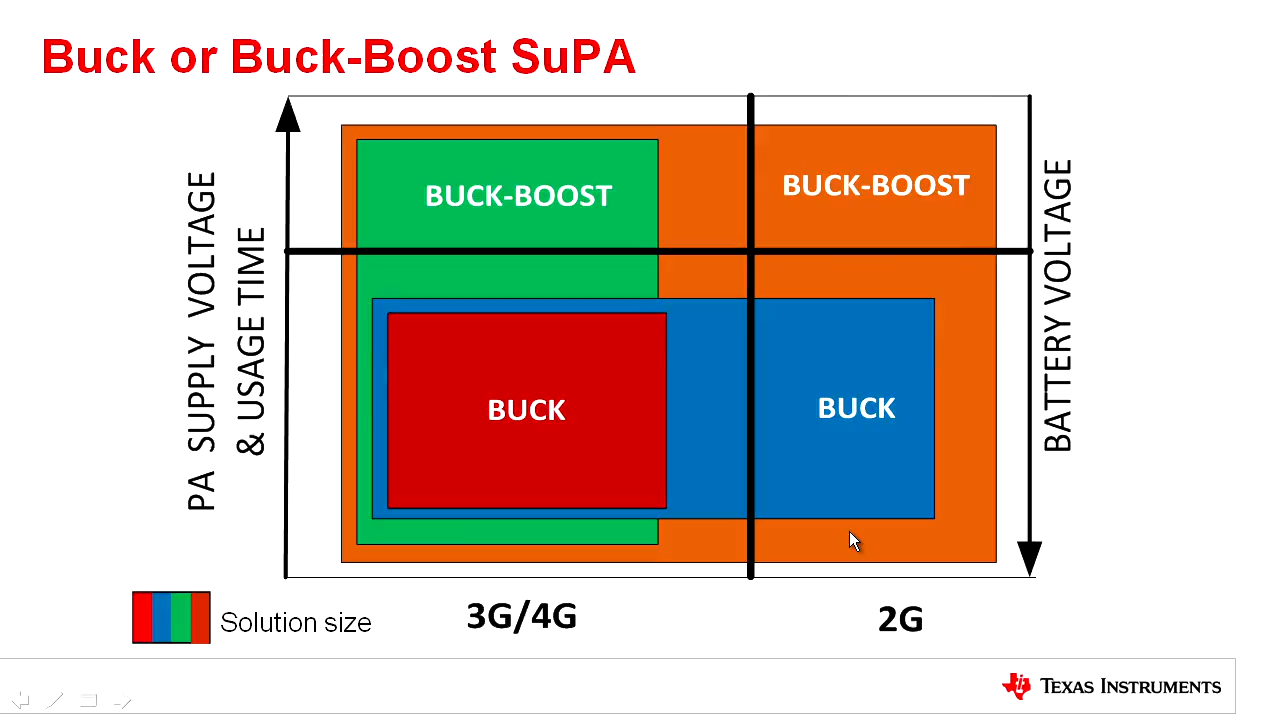 Buck or Buck-Boost SuPA
PA SUPPLY VOLTAGE
& USAGE TIME
BUCK-BOOST
BUCK-BOOST
BATTERY VOLTAGE
BUCK
BUCK
Solution size
3G/4G
2G
TEXAS INSTRUMENTS